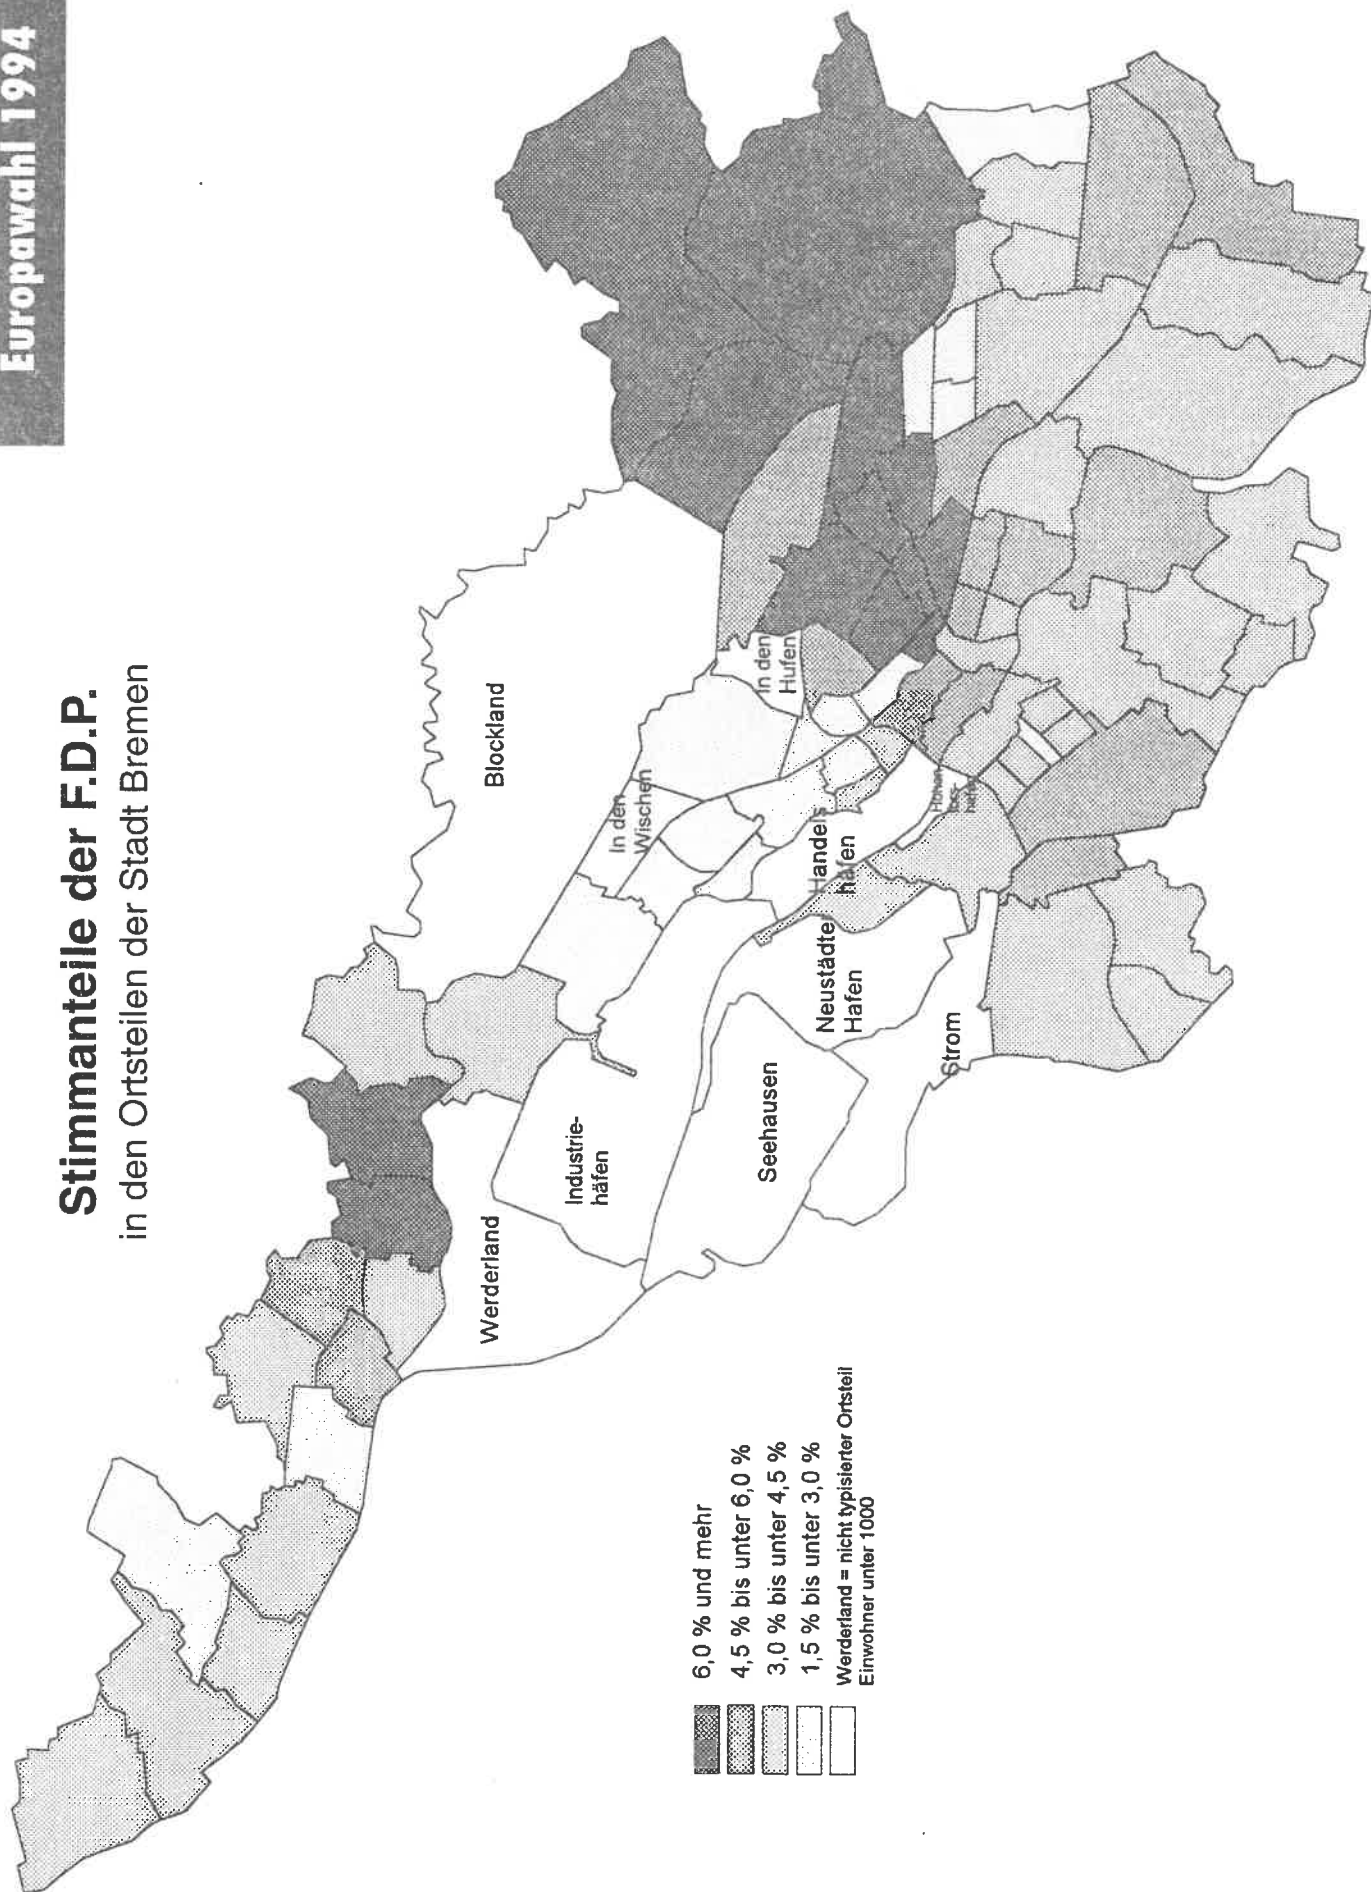 Europawahl 1994
Stimmanteile der F.D.P.
in den Ortsteilen der Stadt Bremen
Blockland
In den
Hufen
In den
Wischen
Handels
häfen
Neustädter
Hafen
Strom
Seehausen
Industrie-
häfen
Werderland
6,0 % und mehr
4,5 % bis unter 6,0 %
3,0 % bis unter 4,5 %
1,5 % bis unter 3,0 %
Werderland = nicht typisierter Ortsteil
Einwohner unter 1000